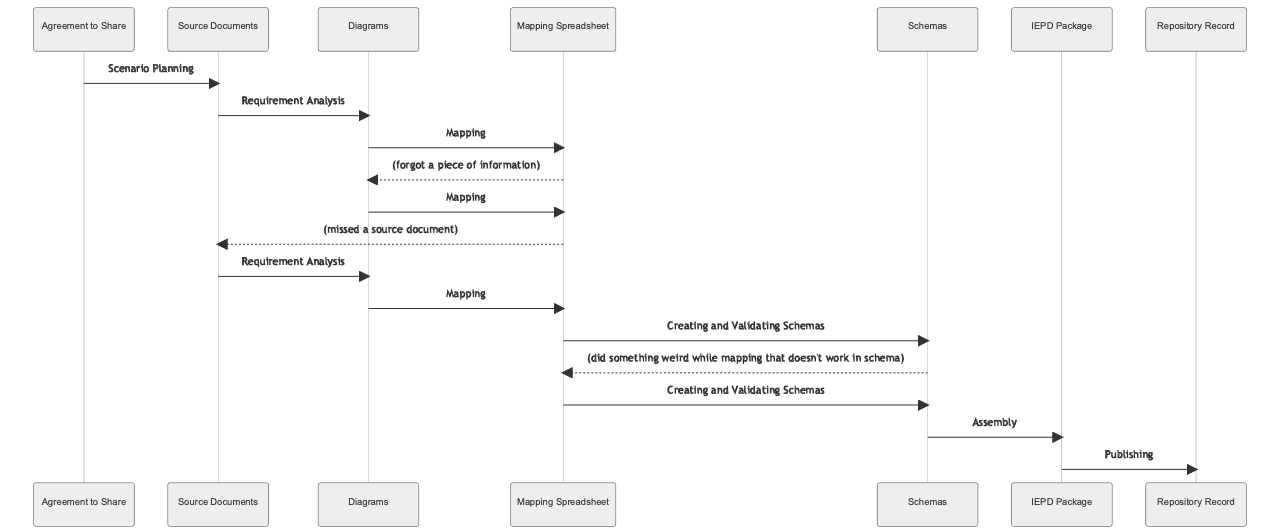 Agreement to Share
Source Documents
Diagrams
Mapping Spreadsheet
Schemas
IEPD Package
Repository Record
Scenario Planning
Requirement Analysis
Mapping
(forgot a piece of information)
Mapping
(missed a source document)
Requirement Analysis
Mapping
Creating and Validating Schemas
(did something weird while mapping that doesn't work in schema)
Creating and Validating Schemas
Assembly
Publishing
Agreement to Share
Source Documents
Diagrams
Mapping Spreadsheet
Schemas
IEPD Package
Repository Record